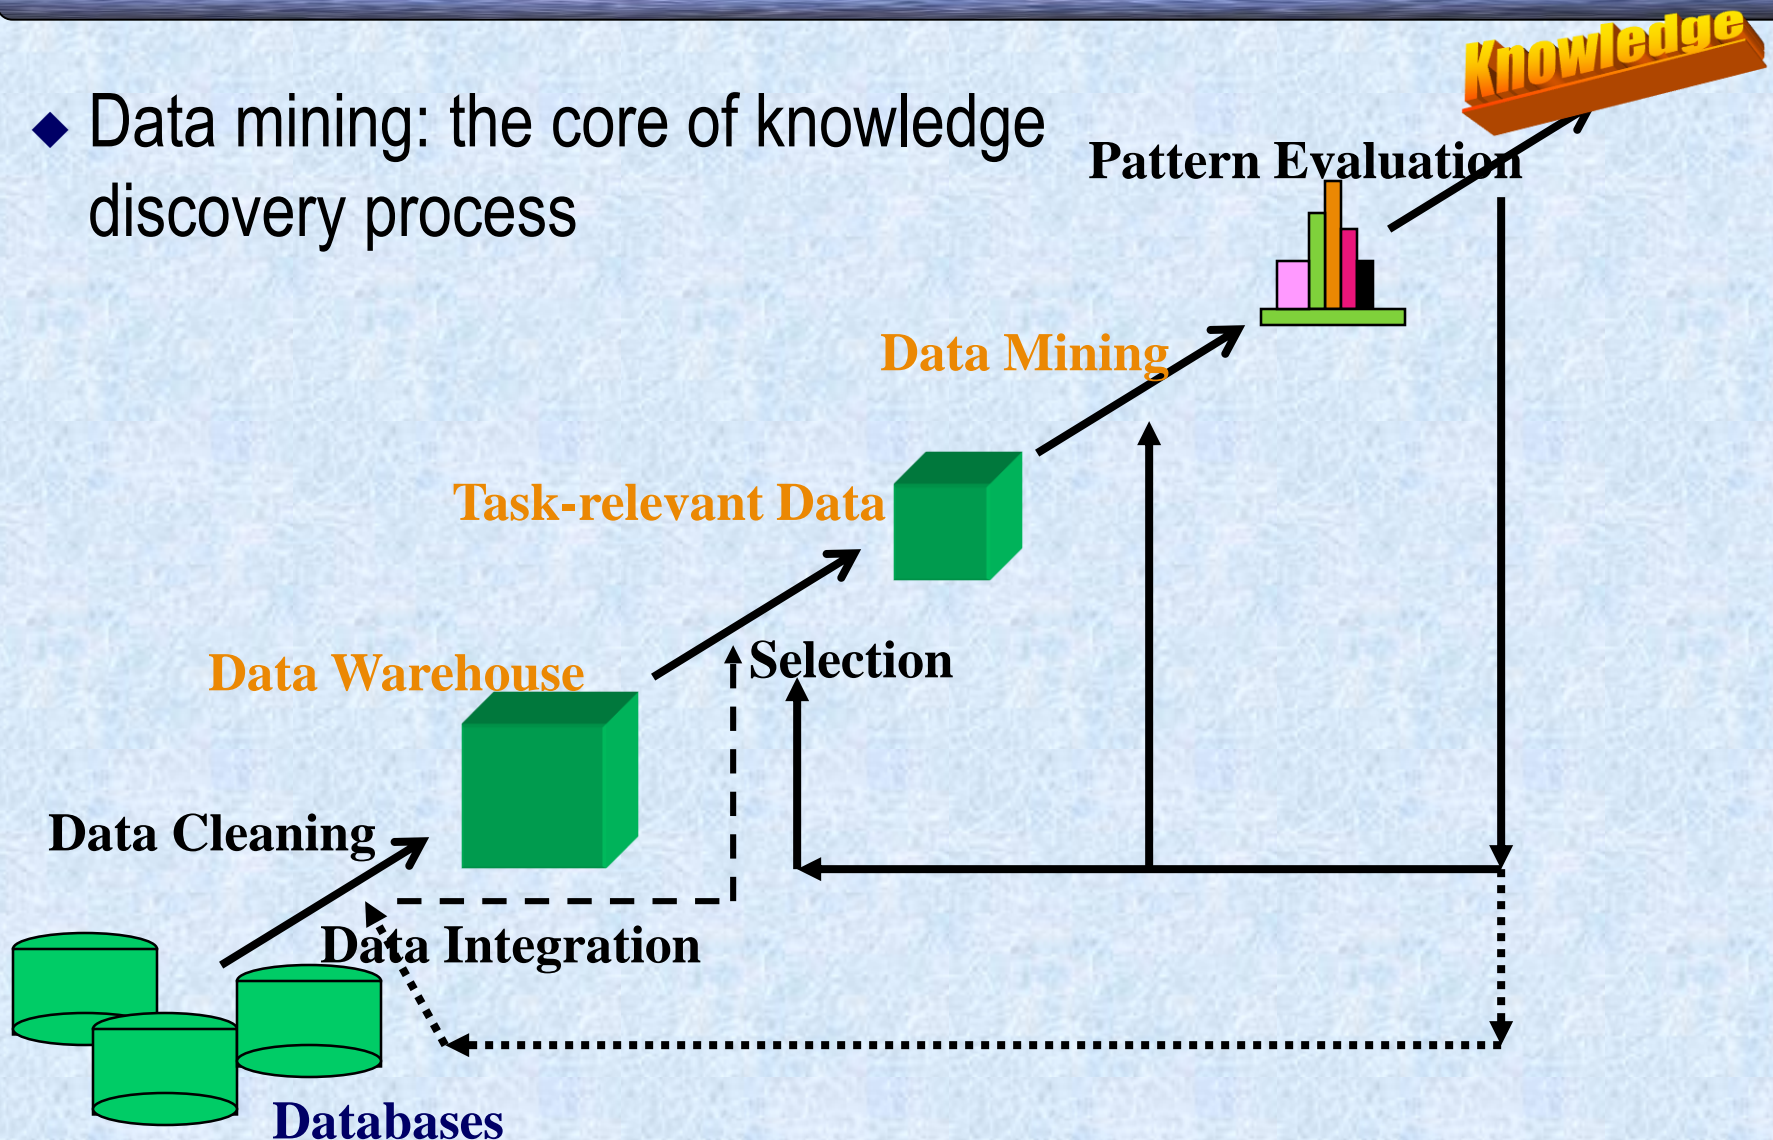 Knowledge
Data mining: the core of knowledge
discovery process
Pattern Evaluation
Data Mining
Task-relevant Data
Selection
Data Warehouse
Data Cleaning
Data Integration
Databases